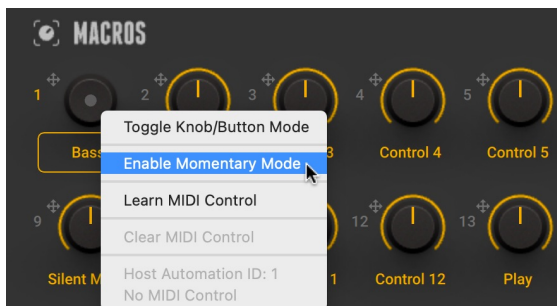 MACROS
1
2
3
4
5
Bass
3
Control 4
Control 5
Toggle Knob/Button Mode
Enable Momentary Mode
Learn MIDI Control
Clear MIDI Control
Host Automation ID: 1
No MIDI Control
9
12
13
Silent M
1
Control 12
Play